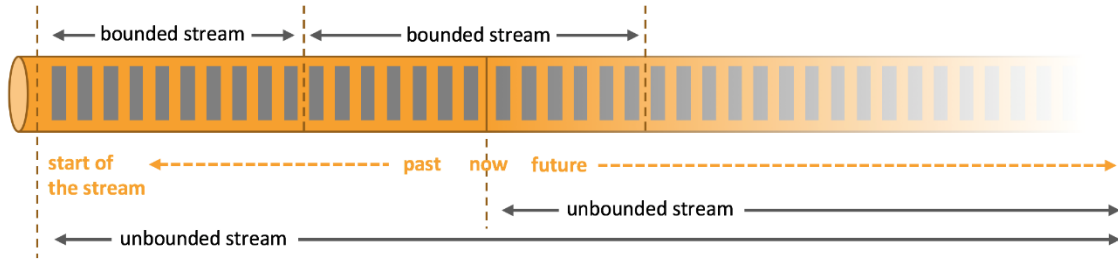 bounded stream
bounded stream
start of
the stream
past
now
future
unbounded stream
unbounded stream